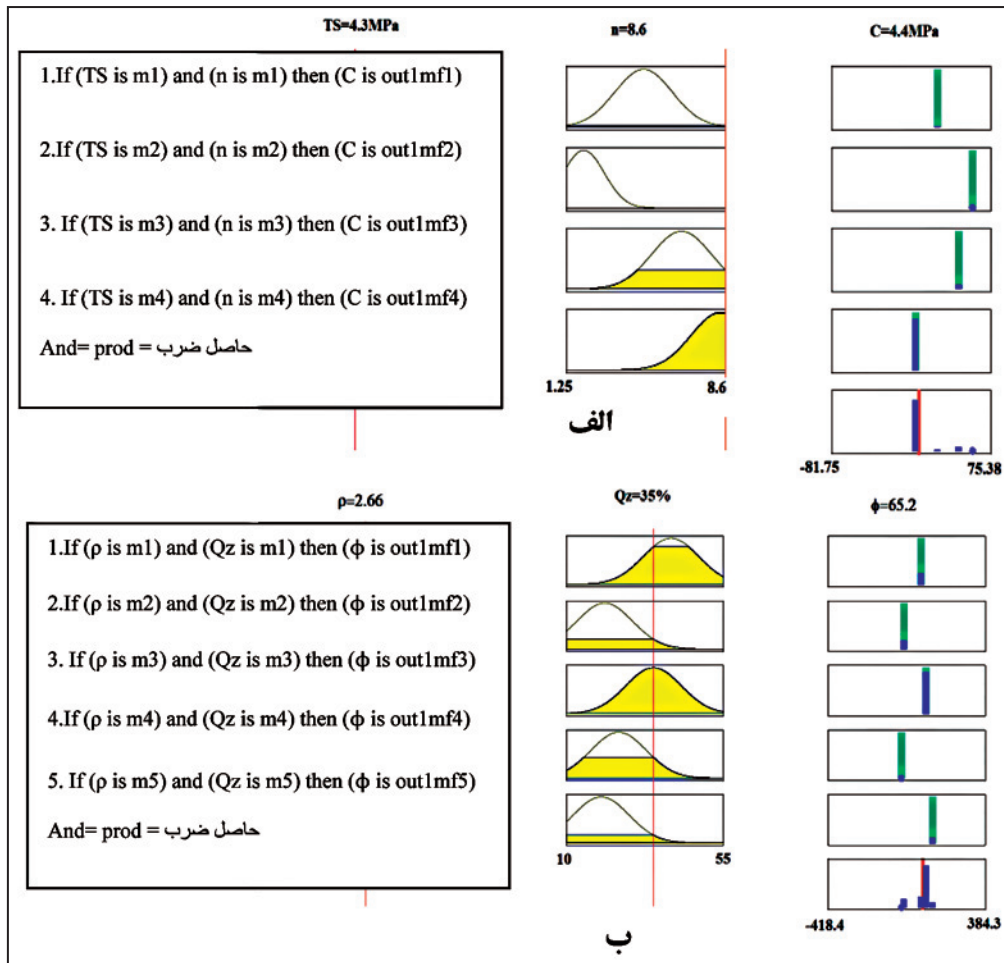 TS=4.3MPa
n=8.6
C=4.4MPa
1.If (TS is m1) and (n is m1) then (C is out1mf1)
2.If (TS is m2) and (n is m2) then (C is out1mf2)
3. If (TS is m3) and (n is m3) then (C is out1mf3)
4. If (TS is m4) and (n is m4) then (C is out1mf4)
And= prod = حاصل ضرب
1.25 8.6
-81.75 75.38
الف
ρ=2.66
Qz=35%
ϕ=65.2
1.If (ρ is m1) and (Qz is m1) then (ϕ is out1mf1)
2.If (ρ is m2) and (Qz is m2) then (ϕ is out1mf2)
3. If (ρ is m3) and (Qz is m3) then (ϕ is out1mf3)
4.If (ρ is m4) and (Qz is m4) then (ϕ is out1mf4)
5. If (ρ is m5) and (Qz is m5) then (ϕ is out1mf5)
And= prod = حاصل ضرب
10 55
-418.4 384.3
ب